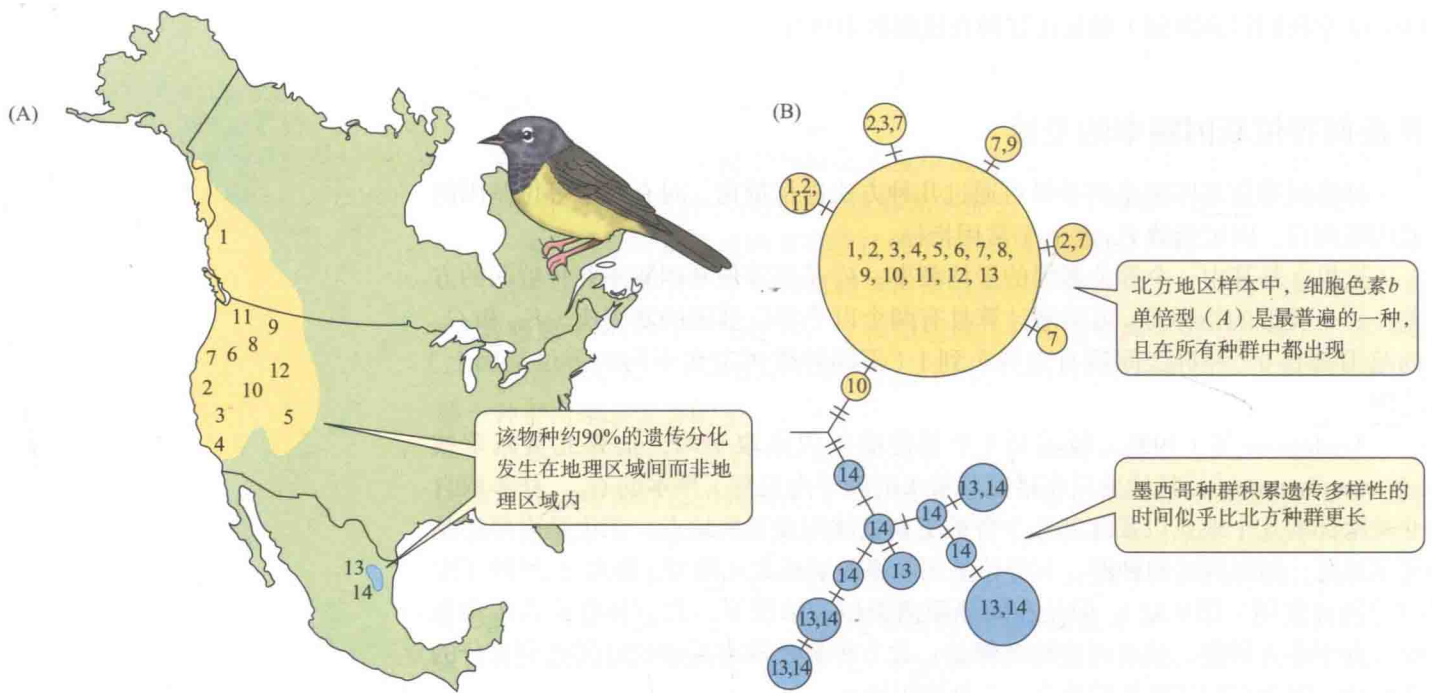 (A)
1
11
9
8
7
6
12
2
10
3
5
4
13
14
该物种约90%的遗传分化
发生在地理区域间而非地
理区域内
(B)
2,3,7
7,9
1,2,
11
2,7
1, 2, 3, 4, 5, 6, 7, 8,
9, 10, 11, 12, 13
7
10
北方地区样本中，细胞色素b
单倍型（A）是最普遍的一种，
且在所有种群中都出现
14
14
14
13,14
14
14
13
13,14
13,14
13,14
墨西哥种群积累遗传多样性的
时间似乎比北方种群更长